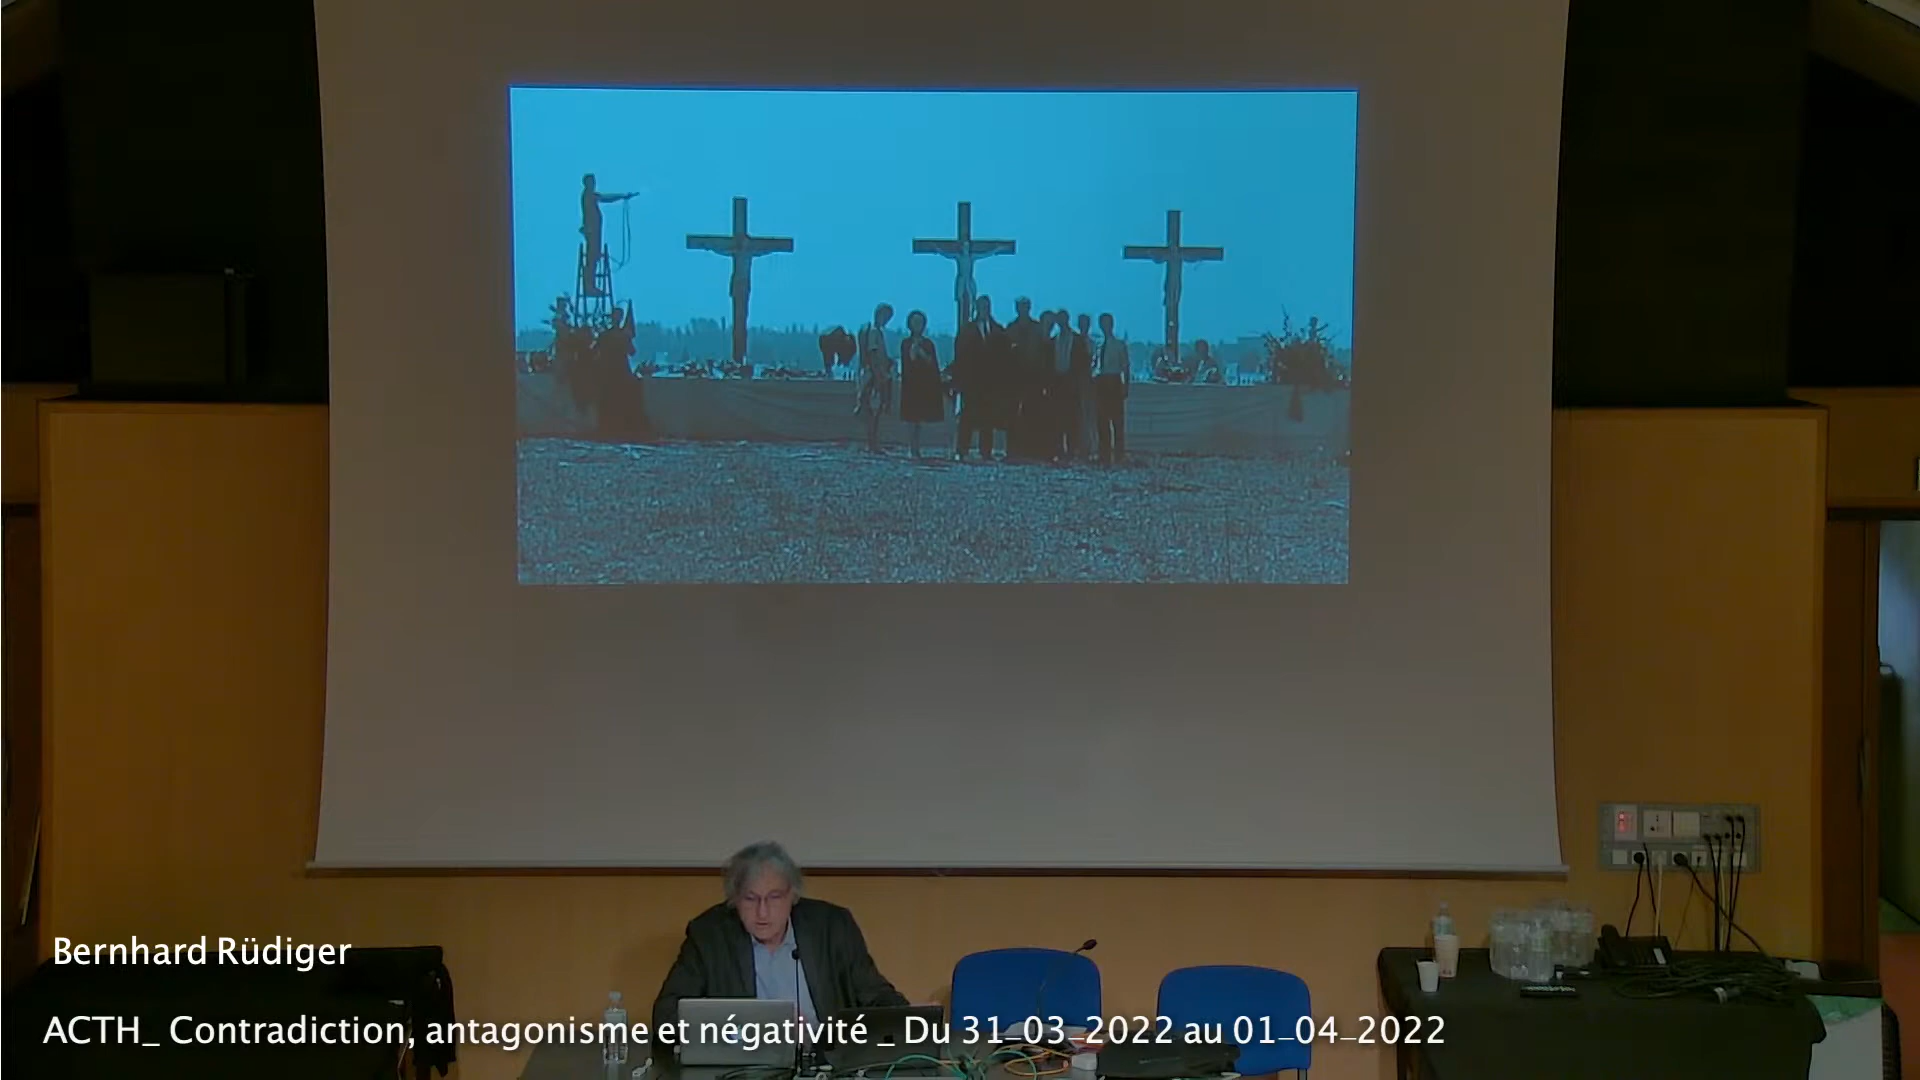 Bernhard Rüdiger
ACTH_ Contradiction, antagonisme et négativité _ Du 31-03-2022 au 01-04-2022